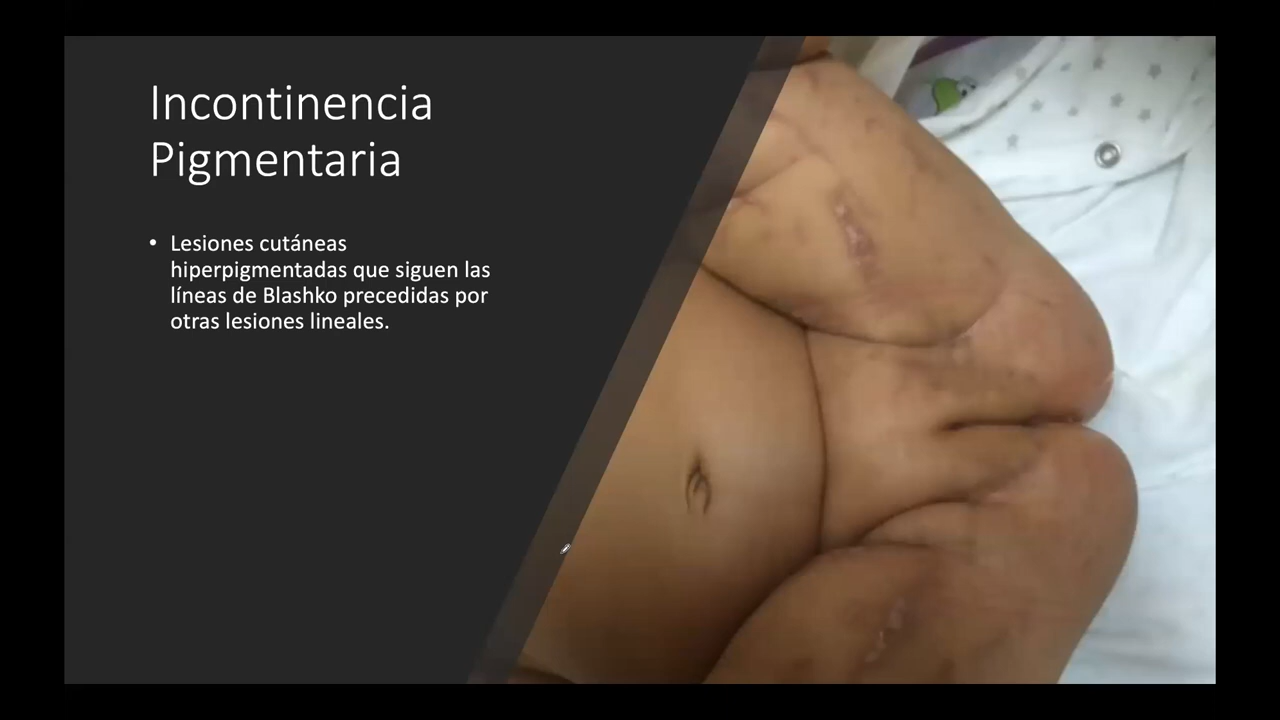 Incontinencia
Pigmentaria
• Lesiones cutáneas
hiperpigmentadas que siguen las
líneas de Blashko precedidas por
otras lesiones lineales.